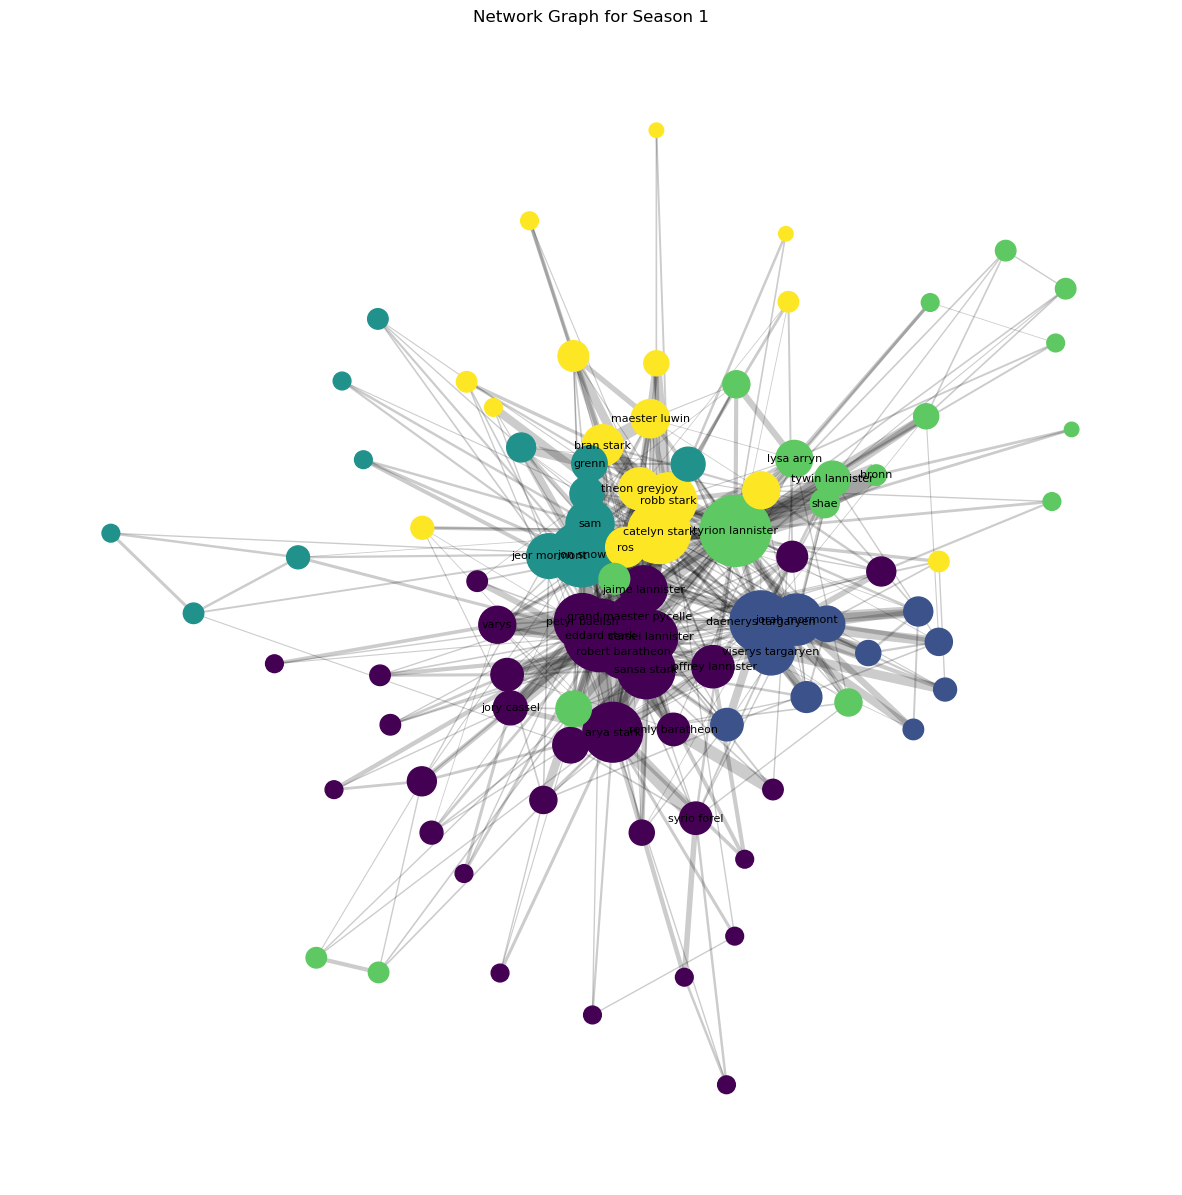 Network Graph for Season 1
maester luwin
bran stark
lysa arryn
grenn
bronn
tywin lannister
theon greyjoy
robb stark
shae
sam
catelyn stark
tyrion lannister
ros
jeor mormont
jon snow
jaime lannister
grand maester pycelle
jorah mormont
petyr baelish
daenerys targaryen
varys
eddard stark
cersei lannister
robert baratheon
viserys targaryen
sansa stark
joffrey lannister
jory cassel
renly baratheon
arya stark
syrio forel